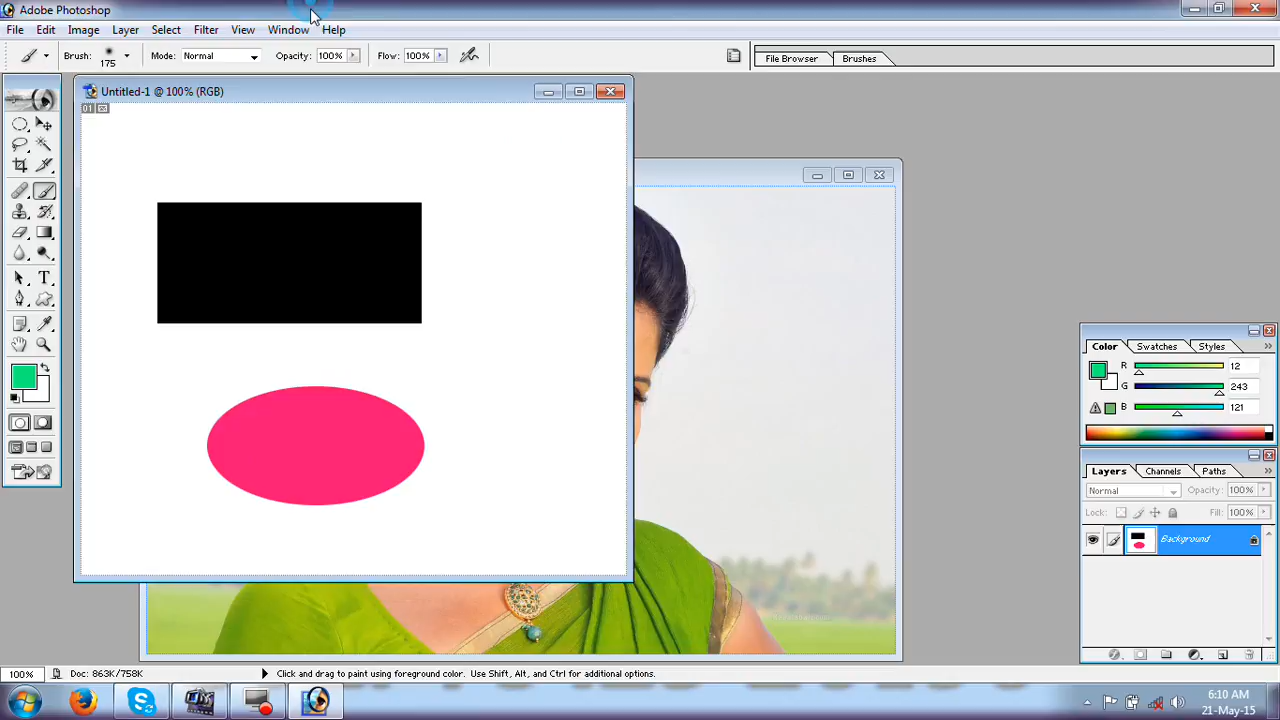 Adobe Photoshop
File Edit Image Layer Select Filter View Window Help
Brush: 175 Mode: Normal Opacity: 100% Flow: 100% File Browser Brushes
Untitled-1 @ 100% (RGB)
01
Color Swatches Styles
R 12
G 243
B 121
Layers Channels Paths
Normal Opacity: 100%
Lock: Fill: 100%
Background
100% Doc: 863K/758K Click and drag to paint using foreground color. Use Shift, Alt, and Ctrl for additional options.
6:10 AM
21-May-15